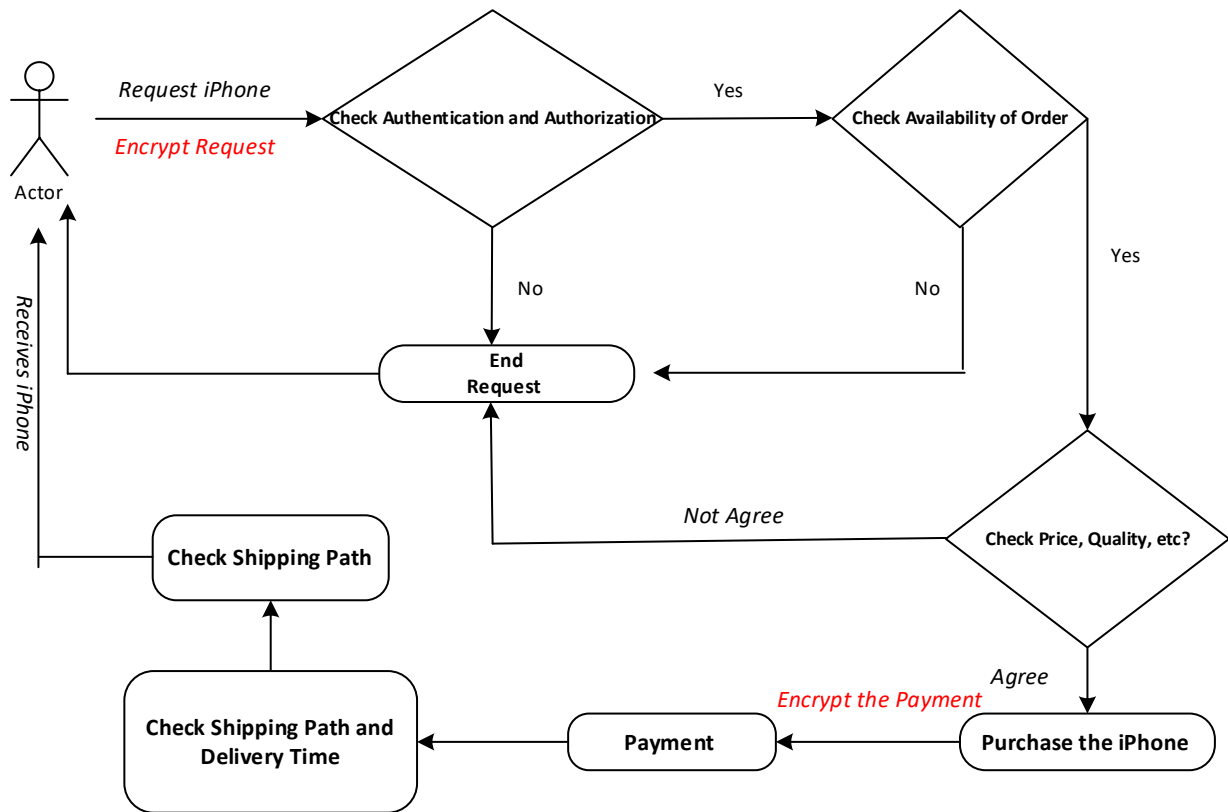 Request iPhone
Encrypt Request
Actor
Check Authentication and Authorization
Yes
Check Availability of Order
No
No
Yes
End
Request
Receives iPhone
Not Agree
Check Price, Quality, etc?
Check Shipping Path
Agree
Encrypt the Payment
Check Shipping Path and
Delivery Time
Payment
Purchase the iPhone